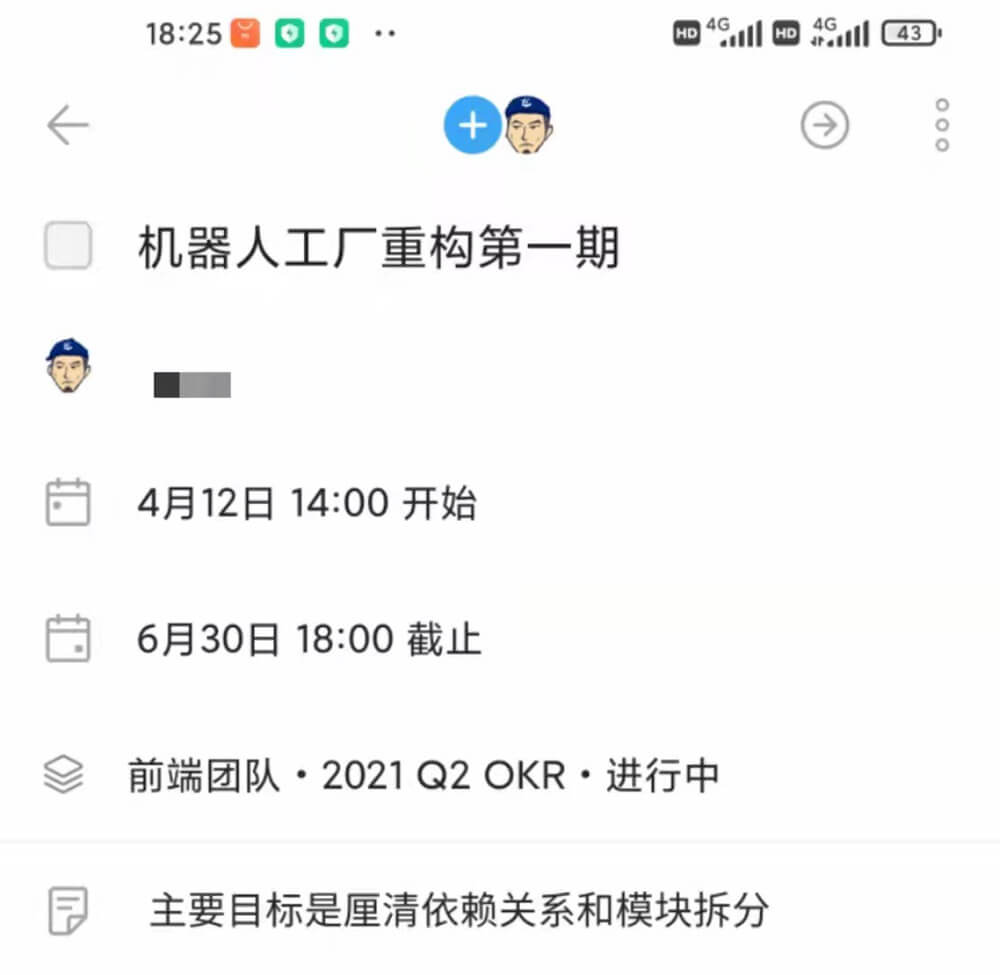 18:25 HD 4G HD 4G 43
机器人工厂重构第一期
4月12日 14:00 开始
6月30日 18:00 截止
前端团队・2021 Q2 OKR・进行中
主要目标是厘清依赖关系和模块拆分